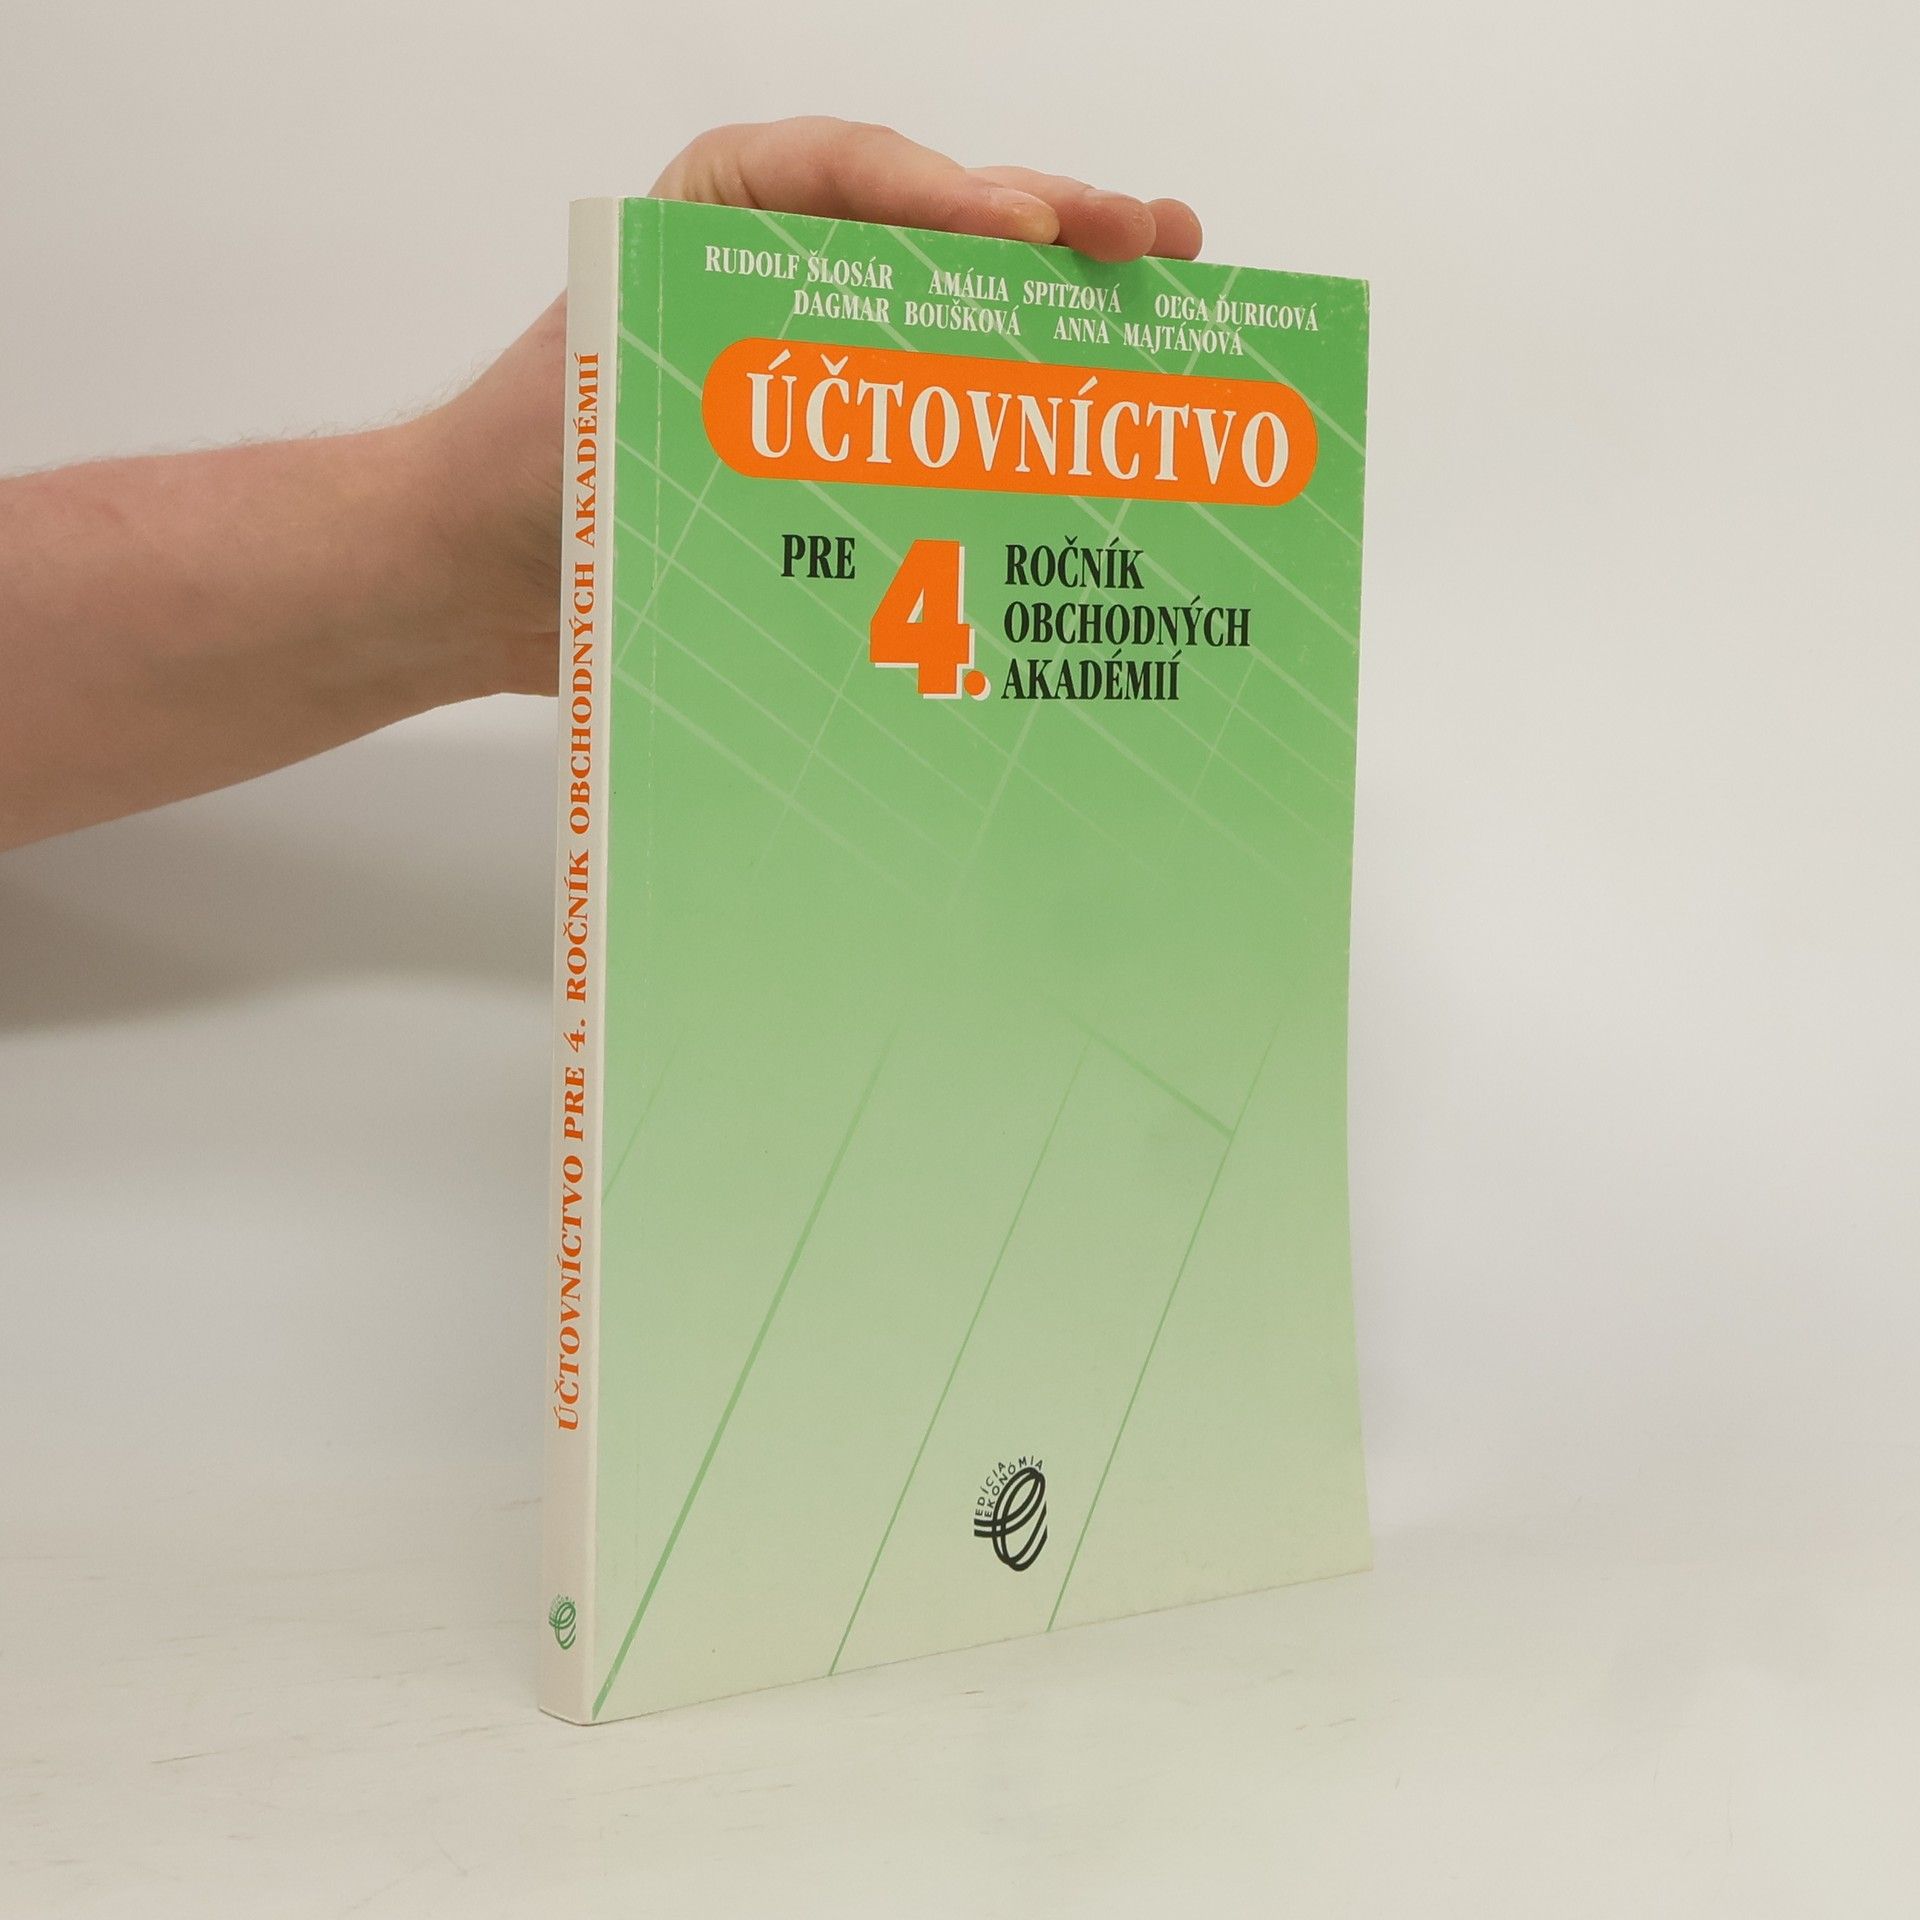 RUDOLF ŠLOSÁR AMÁLIA SPITZOVÁ OĽGA ĎURICOVÁ
DAGMAR BOUŠKOVÁ ANNA MAJTÁNOVÁ
ÚČTOVNÍCTVO
PRE 4. ROČNÍK
OBCHODNÝCH
AKADÉMIÍ
EDÍCIA
EKONÓMIA
ÚČTOVNÍCTVO PRE 4. ROČNÍK OBCHODNÝCH AKADÉMIÍ